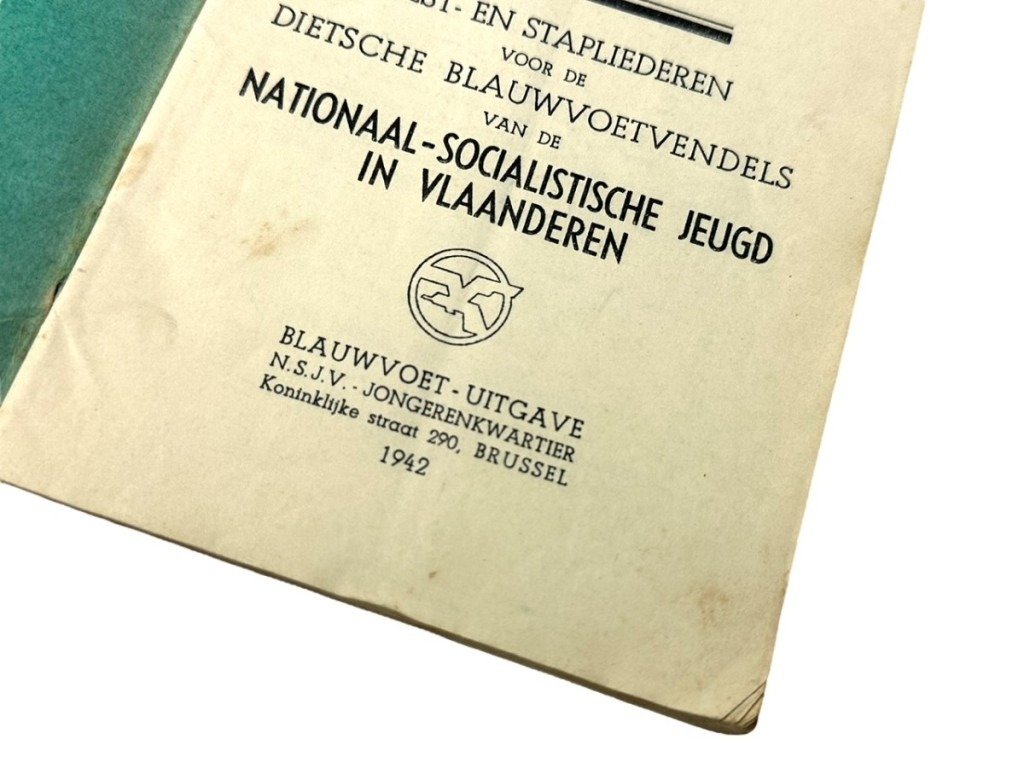 EN STAPLIEDEREN
VOOR DE
DIETSCHE BLAUWVOETVENDELS
VAN DE
NATIONAAL-SOCIALISTISCHE JEUGD
IN VLAANDEREN
BLAUWVOET - UITGAVE
N.S.J.V. - JONGERENKWARTIER
Koninklijke straat 290, BRUSSEL
1942